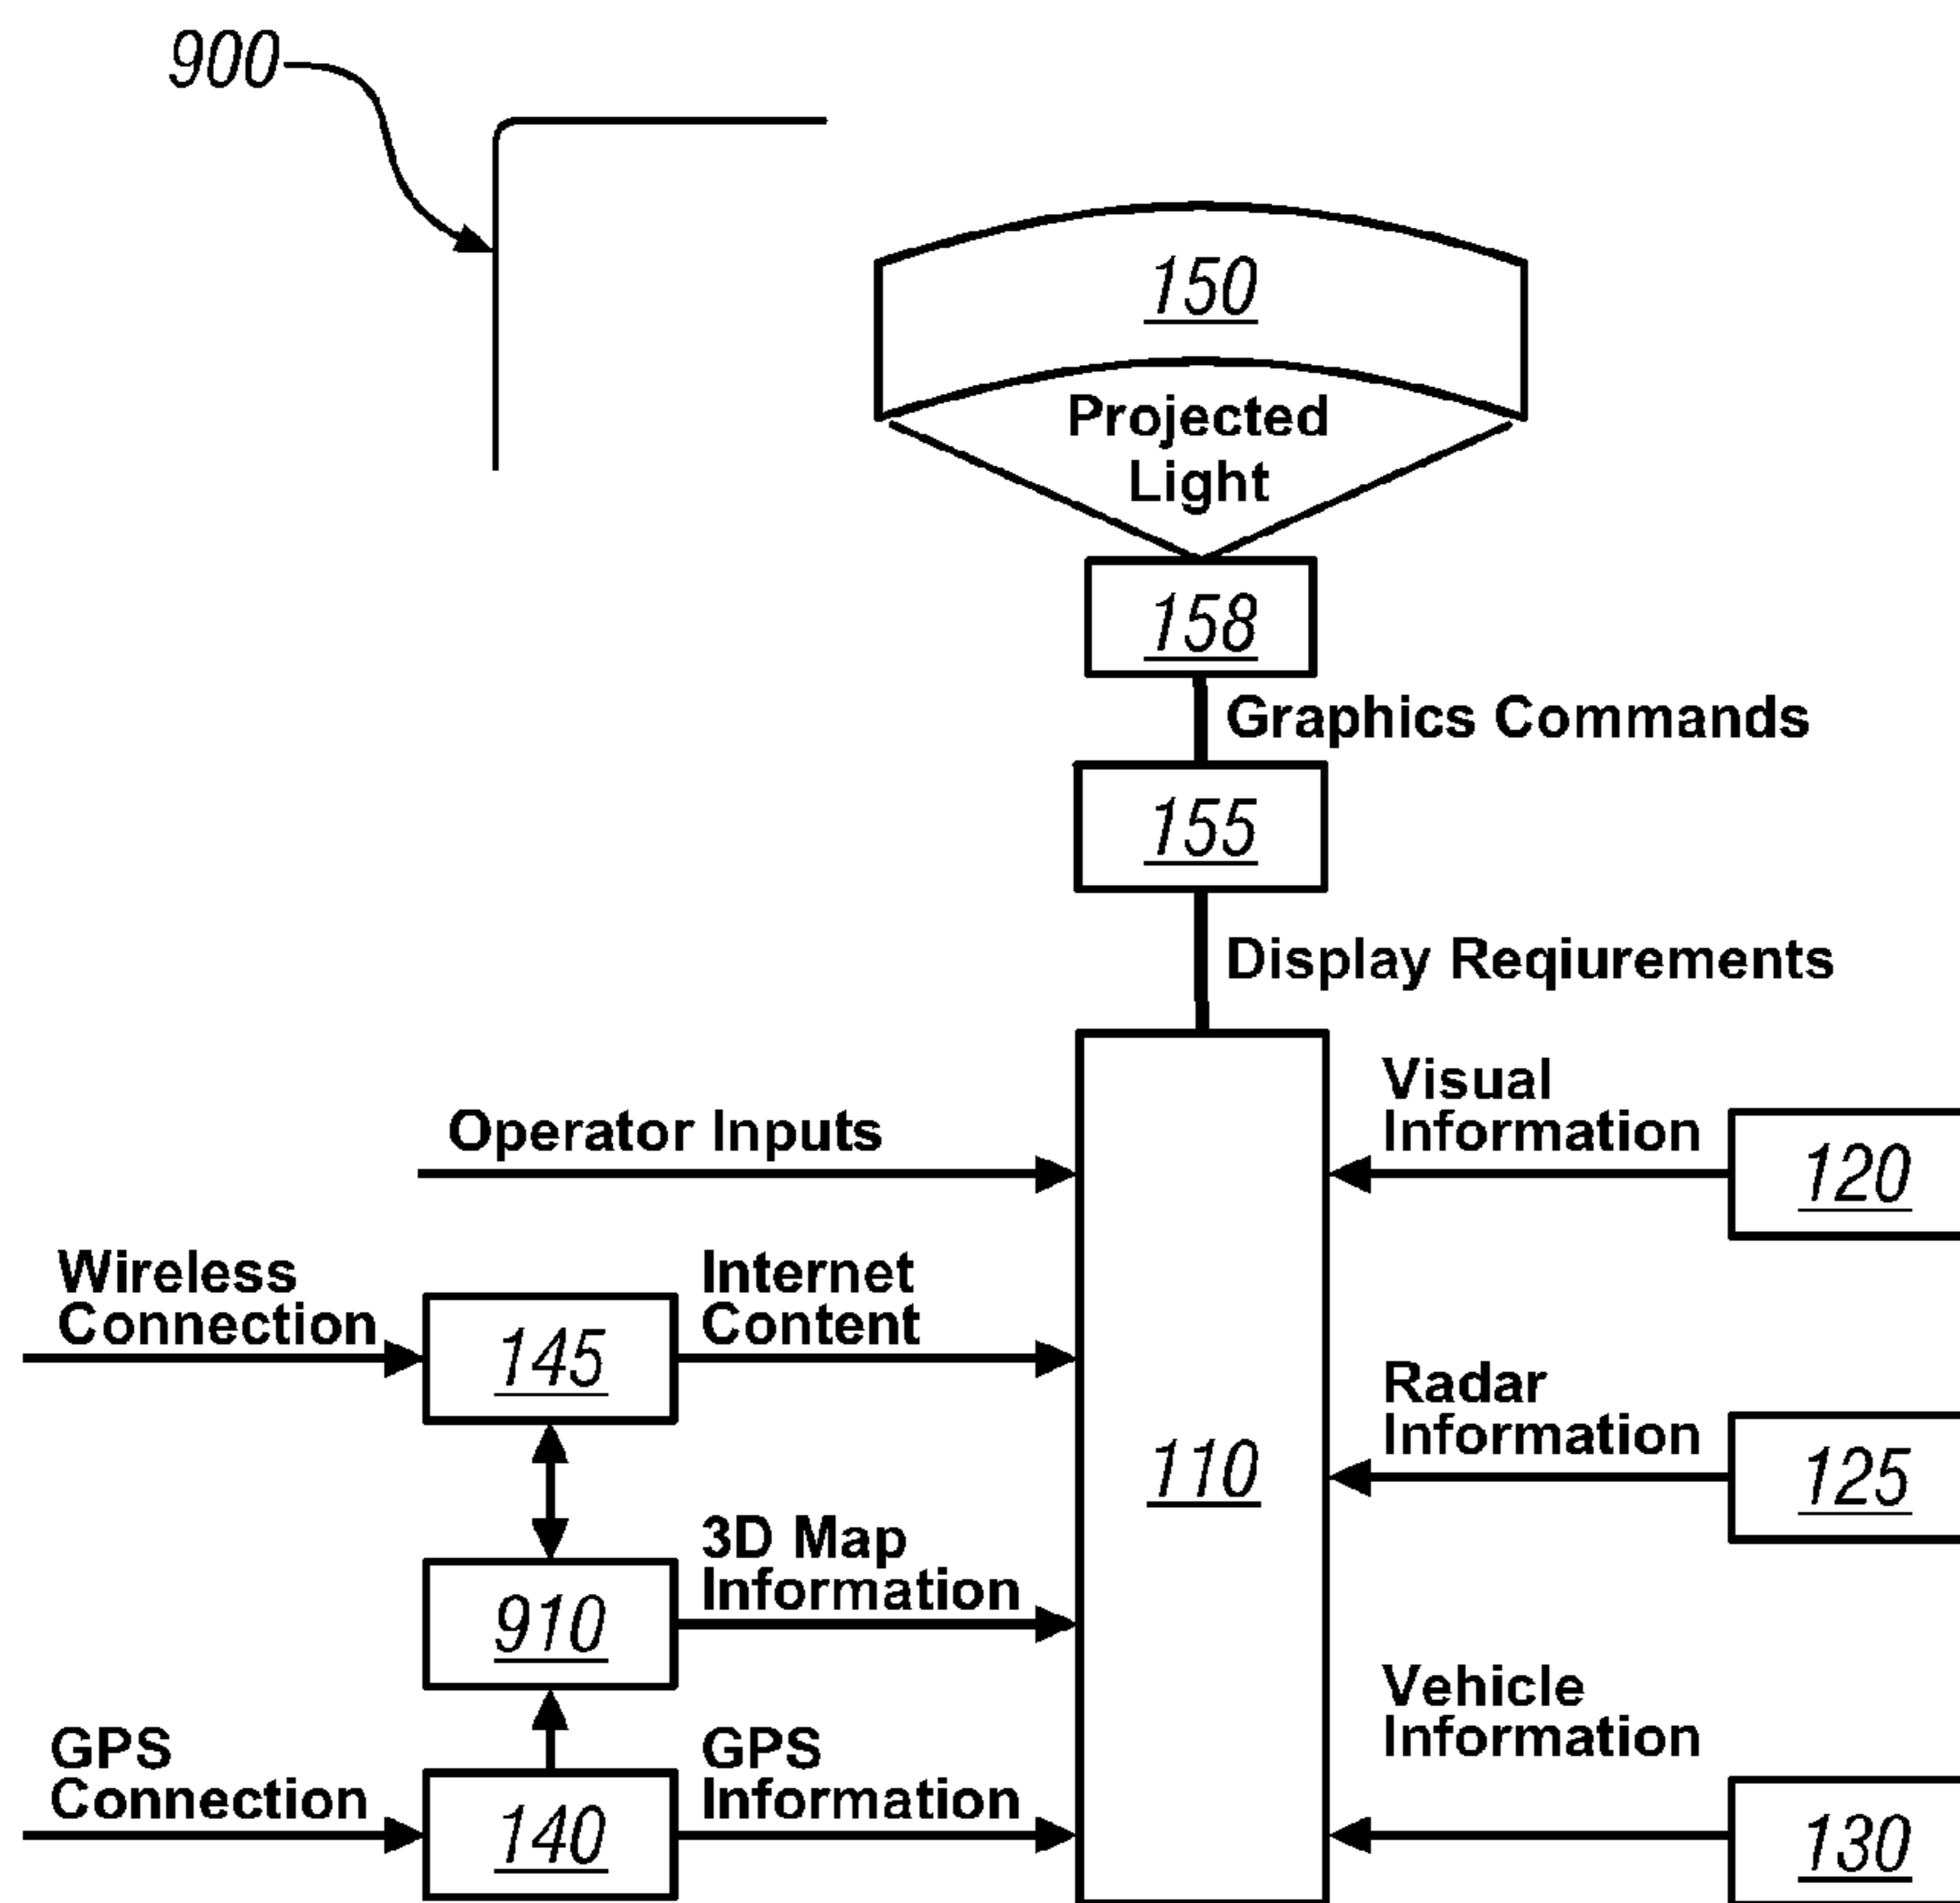 900
150
Projected
Light
158
Graphics Commands
155
Display Reqiurements
Visual
Information
Operator Inputs
120
Wireless
Connection
Internet
Content
145
Radar
Information
110
125
3D Map
Information
910
Vehicle
Information
GPS
Connection
GPS
Information
140
130